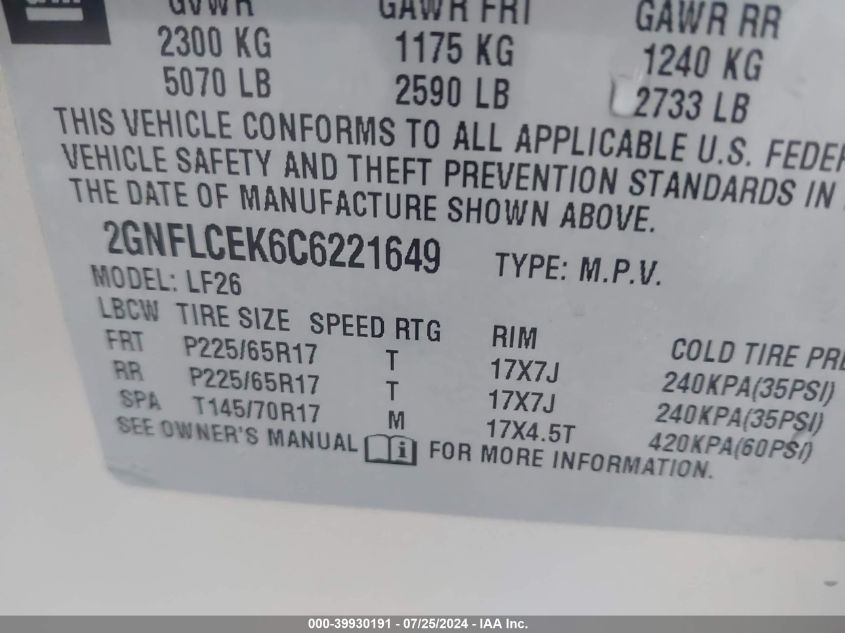 GVWR GAWR FRT GAWR RR
2300 KG 1175 KG 1240 KG
5070 LB 2590 LB 2733 LB
THIS VEHICLE CONFORMS TO ALL APPLICABLE U.S.
VEHICLE SAFETY AND THEFT PREVENTION STANDARDS IN
THE DATE OF MANUFACTURE SHOWN ABOVE.
2GNFLCEK6C6221649 TYPE: M.P.V.
MODEL: LF26
LBCW TIRE SIZE SPEED RTG RIM COLD TIRE
FRT P225/65R17 T 17X7J 240KPA(35PSI)
RR P225/65R17 T 17X7J 240KPA(35PSI)
SPA T145/70R17 M 17X4.5T 420KPA(60PSI)
SEE OWNER'S MANUAL i FOR MORE INFORMATION.
000-39930191 - 07/25/2024 - IAA Inc.